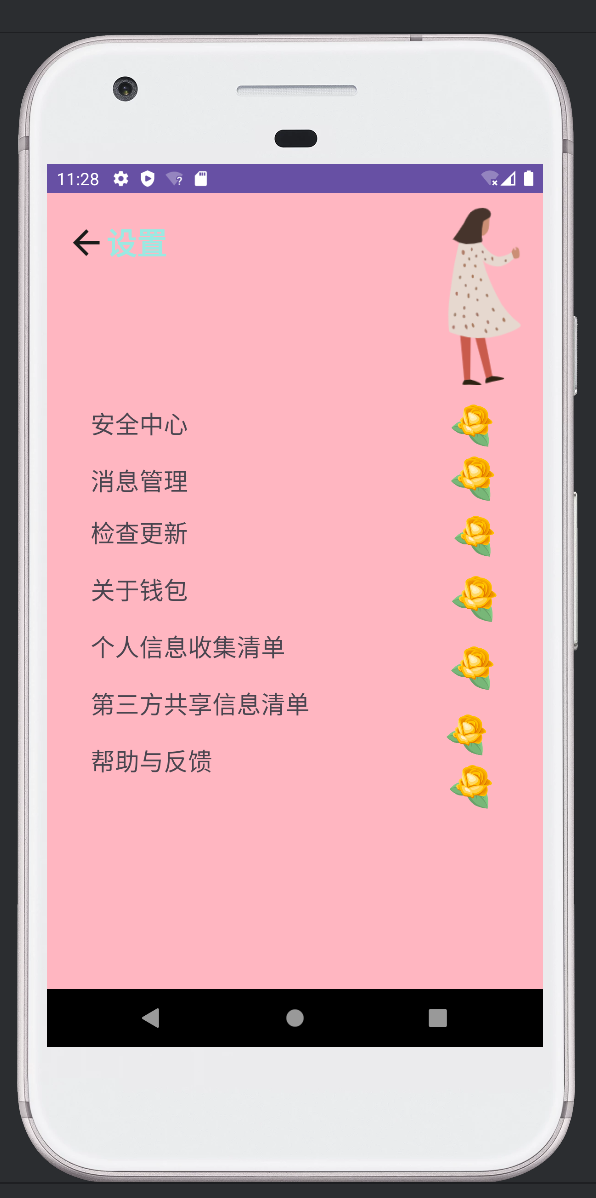 11:28
设置
安全中心
消息管理
检查更新
关于钱包
个人信息收集清单
第三方共享信息清单
帮助与反馈